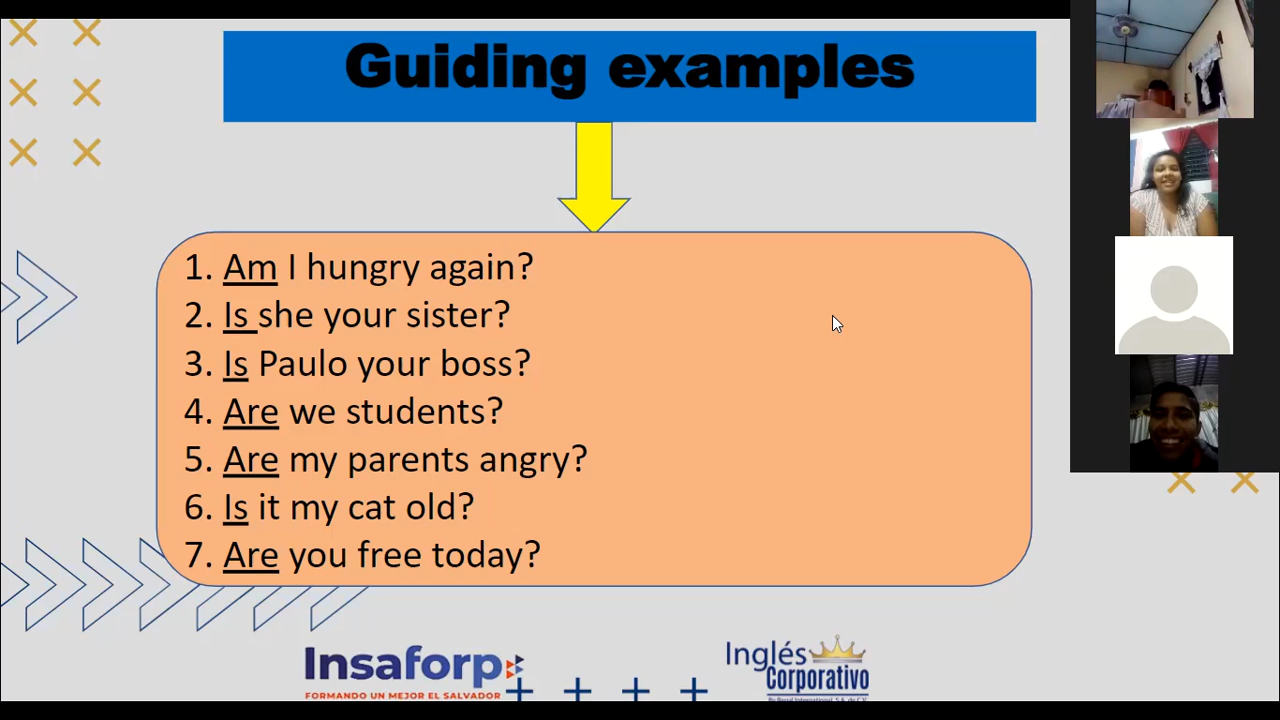 Guiding examples
1. Am I hungry again?
2. Is she your sister?
3. Is Paulo your boss?
4. Are we students?
5. Are my parents angry?
6. Is it my cat old?
7. Are you free today?
Insaforp
FORMANDO UN MEJOR EL SALVADOR
Inglés
Corporativo